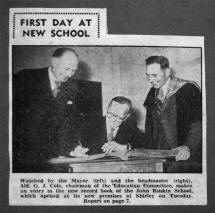 FIRST DAY AT
NEW SCHOOL
Watched by the Mayor (left) and the headmaster (right),
Ald. G. J. Cole, chairman of the Education Committee, makes
an entry in the new record book of the John Ruskin School,
which opened at its new premises at Shirley on Tuesday.
Report on page 7.